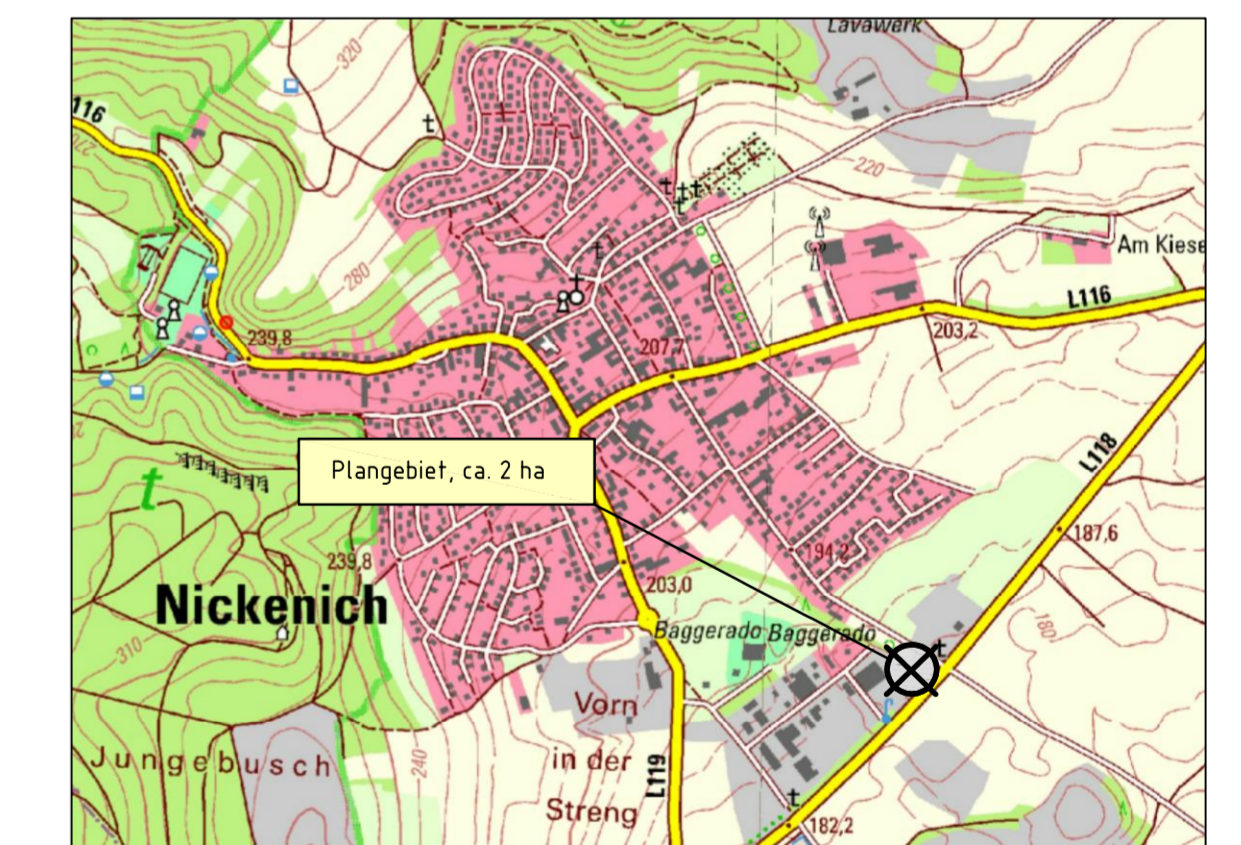 Lavawerk
320
116
220
Am Kiese
280
L116
203,2
239,8
207,7
L118
Plangebiet, ca. 2 ha
187,6
194,2
239,8
203,0
Nickenich
180
310
Baggerado Baggerado
Vorn
in der
Streng
Jungebusch
240
L119
182,2